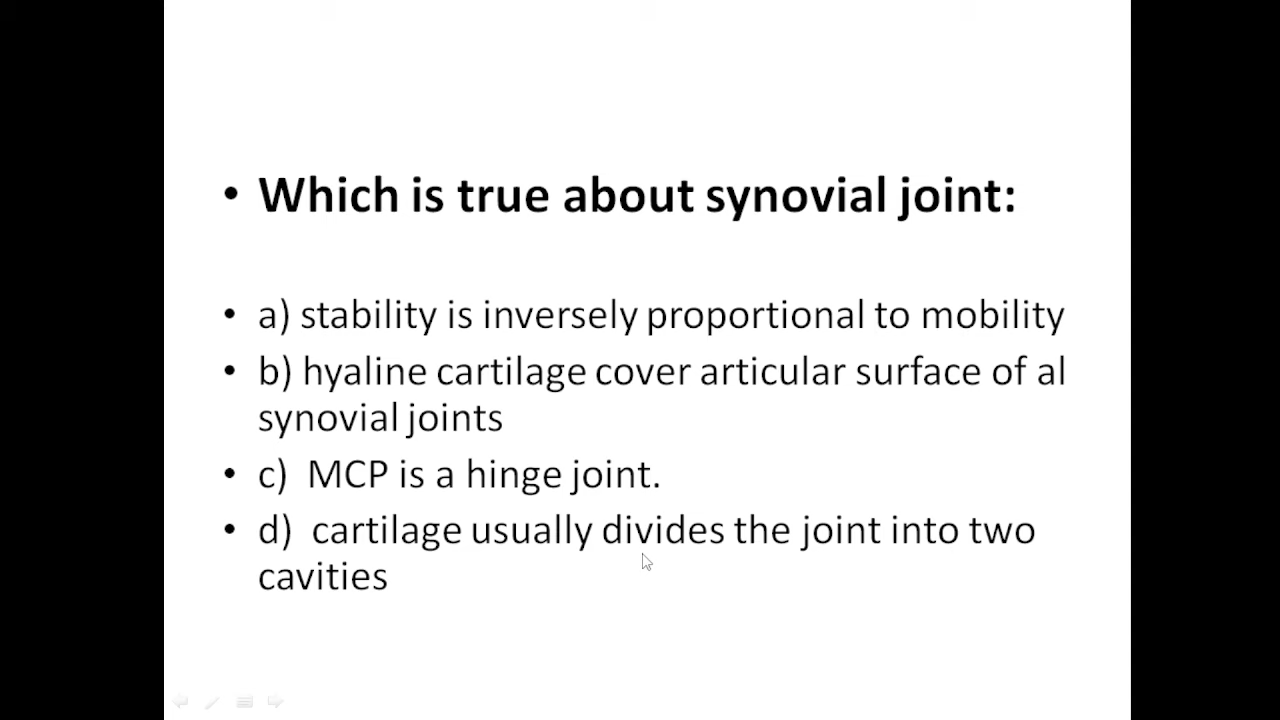 • Which is true about synovial joint:
• a) stability is inversely proportional to mobility
• b) hyaline cartilage cover articular surface of al
synovial joints
• c) MCP is a hinge joint.
• d) cartilage usually divides the joint into two
cavities